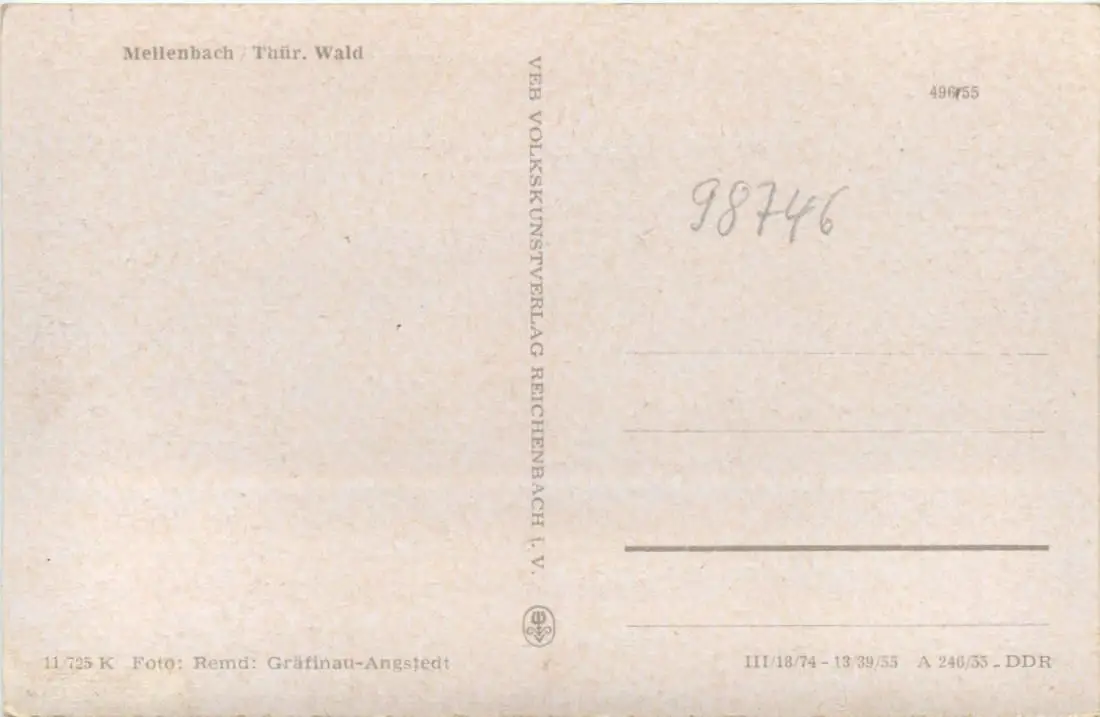 Mellenbach / Thür. Wald
496/55
98746
VEB VOLKSKUNSTVERLAG REICHENBACH i. V.
11 725 K Foto: Remd: Gräfinau-Angstedt
III/18/74 - 13 39/55 A 246/55 - DDR